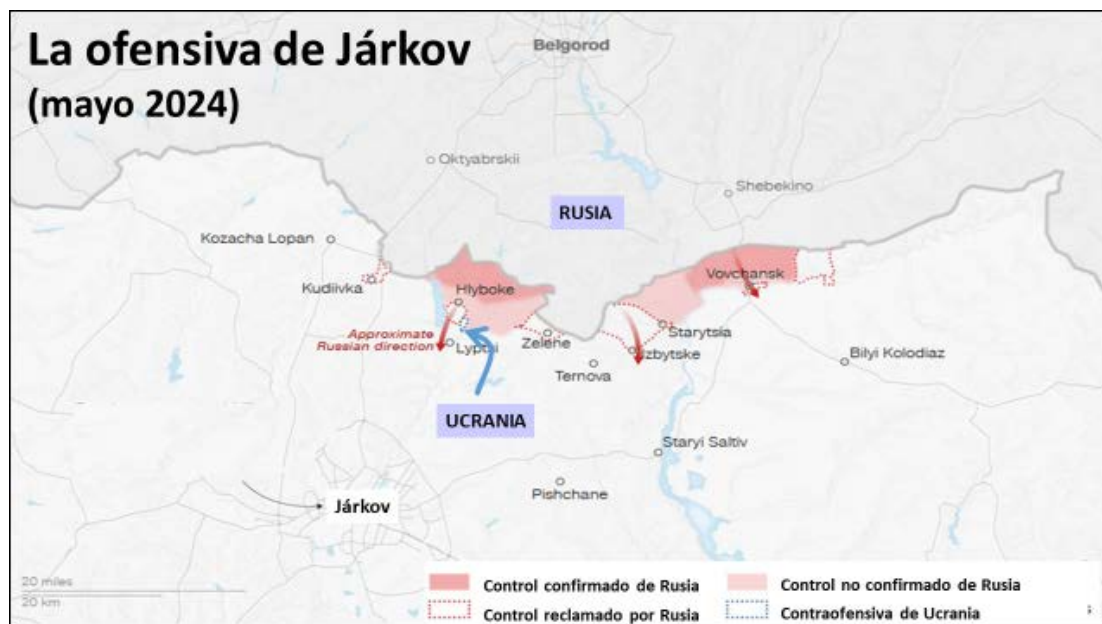 La ofensiva de Járkov
(mayo 2024)
Belgorod
Oktyabrskii
Shebekino
RUSIA
Kozacha Lopan
Vovchansk
Kudiivka
Hlyboke
Approximate
Russian direction
Starytsia
Lyptsi
Zelene
Izbytske
Bilyi Kolodiaz
Ternova
UCRANIA
Staryi Saltiv
Pishchane
Járkov
20 miles
20 km
Control confirmado de Rusia
Control no confirmado de Rusia
Control reclamado por Rusia
Contraofensiva de Ucrania